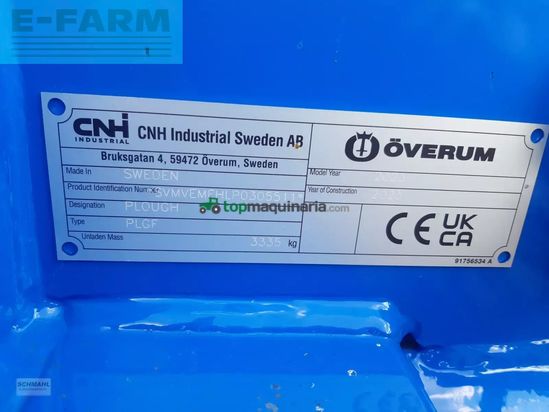 E-FARM
CNH
INDUSTRIAL
CNH Industrial Sweden AB
Bruksgatan 4, 59472 Överum, Sweden
ÖVERUM
Made in SWEDEN
Model Year
Product Identification Number
Year of Construction
Designation PLOUGH
topmaquinaria.com
Type
Unladen Mass 3335 kg
CE UK CA
91756534 A
SCHMAHL